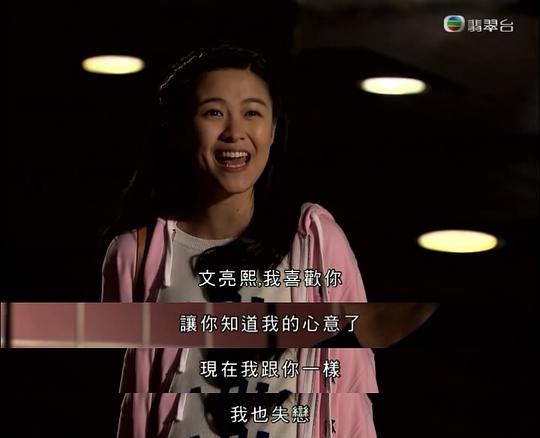 翡翠台
文亮熙,我喜歡你
讓你知道我的心意了
現在我跟你一樣
我也失戀